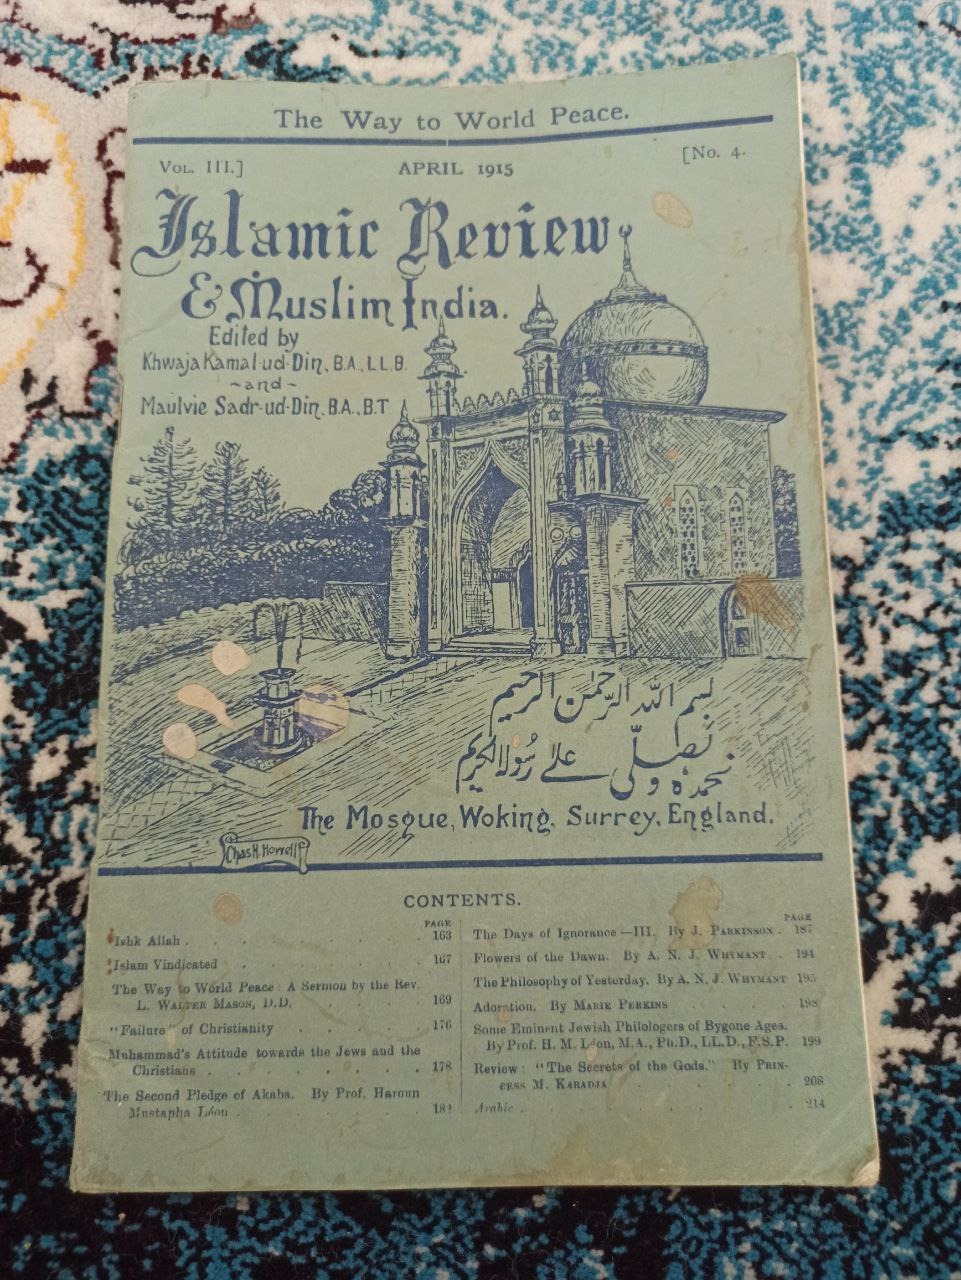 The Way to World Peace.
VOL. III.] APRIL 1915 [No. 4.
Islamic Review
& Muslim India.
Edited by
Khwaja Kamal-ud-Din, B.A., LL.B.
-and-
Maulvie Sadr-ud-Din, B.A., B.T
بسم الله الرحمن الرحيم
نحمده و نصلّى على رسوله الكريم
The Mosque, Woking, Surrey, England.
Chas. H. Howell
CONTENTS.
PAGE
Ishk Allah . . . . . . . 163
Islam Vindicated . . . . . . 167
The Way to World Peace: A Sermon by the Rev.
L. WALTER MASON, D.D. . . . . 169
"Failure" of Christianity . . . . 176
Muhammad's Attitude towards the Jews and the
Christians . . . . . . . 178
The Second Pledge of Akaba. By Prof. Haroun
Mustapha Léon . . . . . . 182
PAGE
The Days of Ignorance—III. By J. PARKINSON . 187
Flowers of the Dawn. By A. N. J. WHYMANT . 194
The Philosophy of Yesterday. By A. N. J. WHYMANT 195
Adoration. By MARIE PERKINS . . . 198
Some Eminent Jewish Philologers of Bygone Ages.
By Prof. H. M. Léon, M.A., Ph.D., LL.D., F.S.P. 199
Review: "The Secrets of the Gods." By PRIN-
CESS M. KARADJA . . . . . 208
Arabic . . . . . . . 214